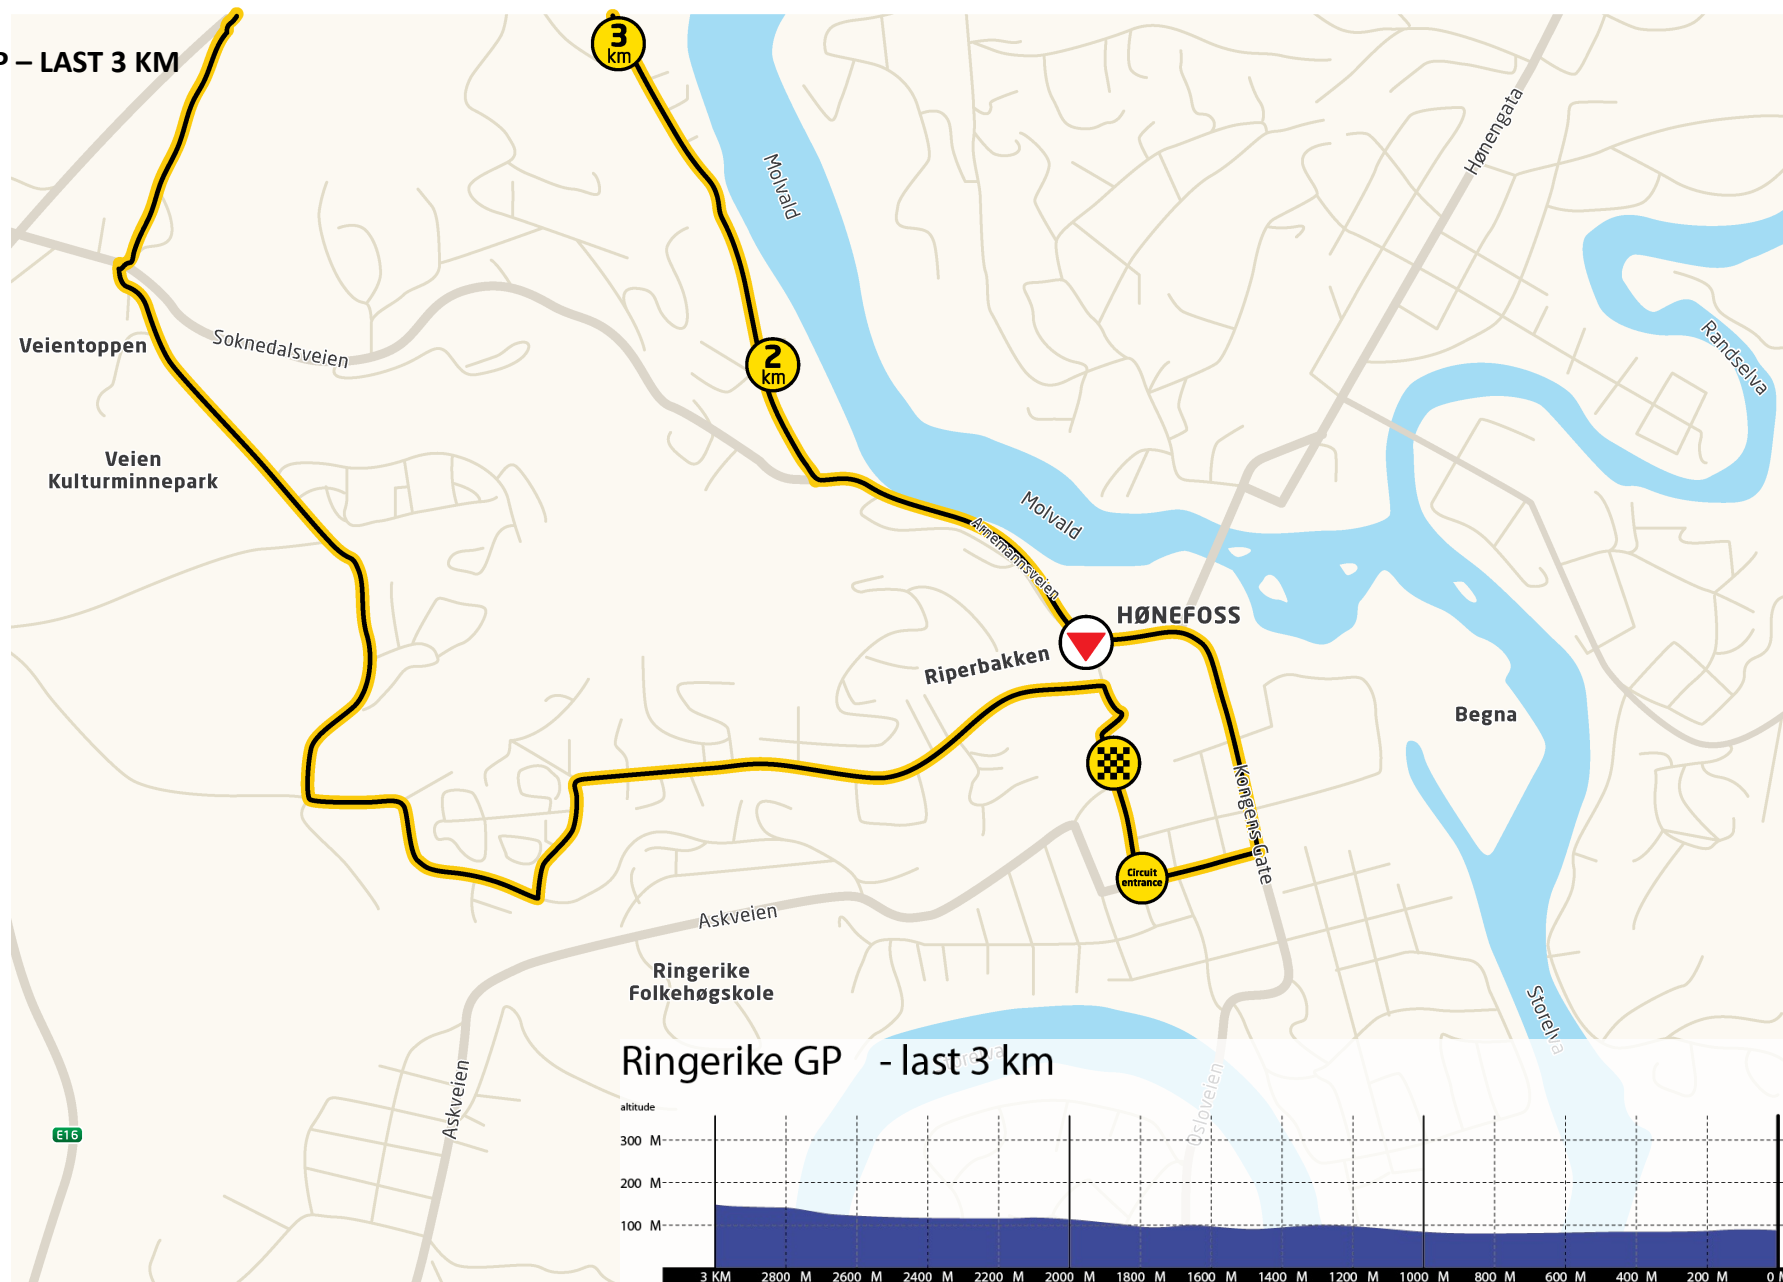 P – LAST 3 KM
3
km
Molvald
Hønengata
Veientoppen
Soknedalsveien
2
km
Randselva
Veien
Kulturminnepark
Molvald
Arnemannsveien
HØNEFOSS
Riperbakken
Begna
Kongens Gate
Circuit
entrance
Askveien
Ringerike
Folkehøgskole
Storelva
Askveien
E16
Osloveien
Ringerike GP - last 3 km
altitude
300 M
200 M
100 M
3 KM 2800 M 2600 M 2400 M 2200 M 2000 M 1800 M 1600 M 1400 M 1200 M 1000 M 800 M 600 M 400 M 200 M 0